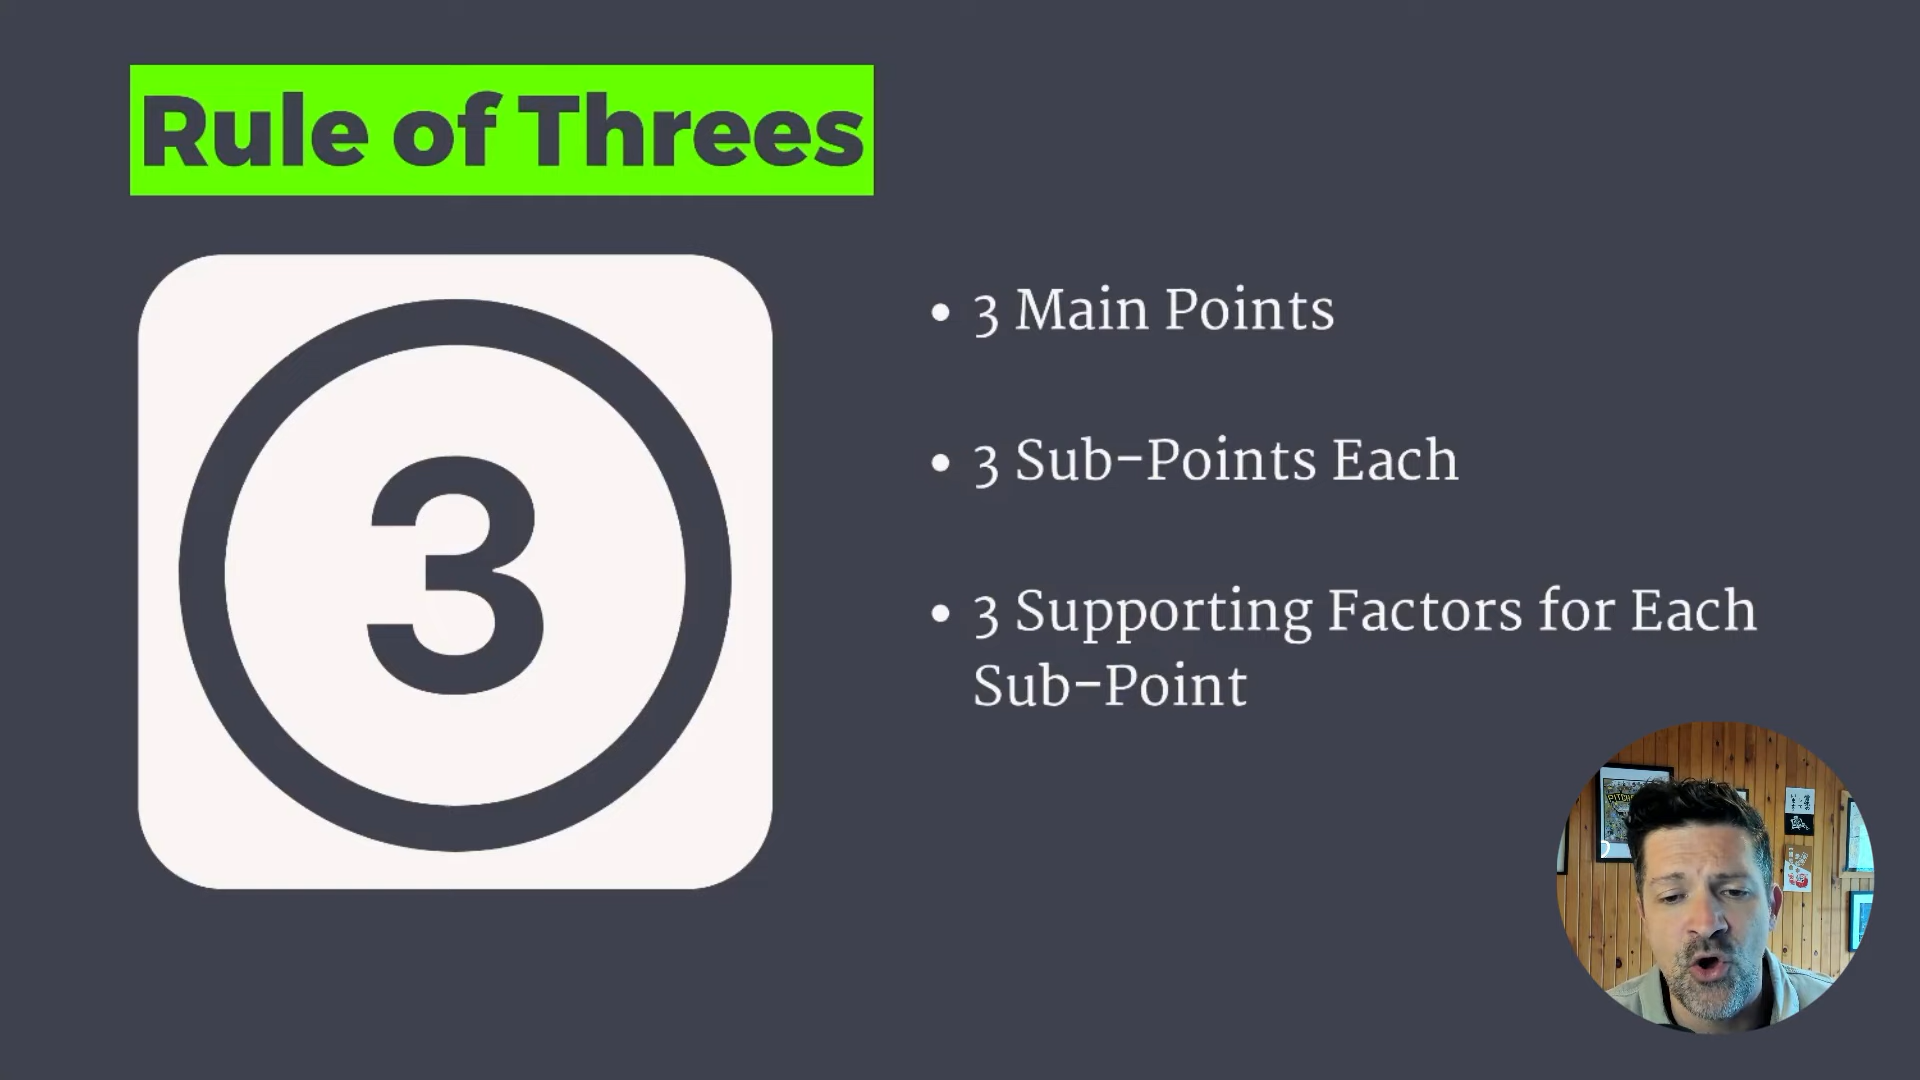 Rule of Threes
3
• 3 Main Points
• 3 Sub-Points Each
• 3 Supporting Factors for Each
Sub-Point